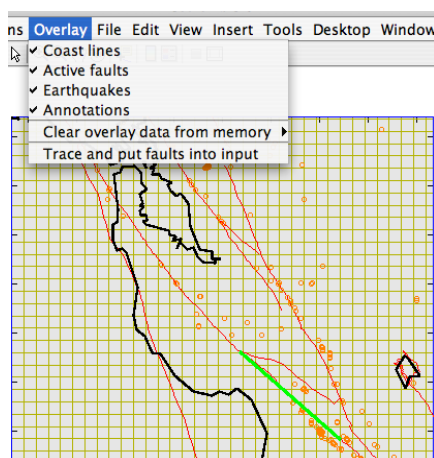 ns Overlay File Edit View Insert Tools Desktop Window
✓ Coast lines
✓ Active faults
✓ Earthquakes
✓ Annotations
Clear overlay data from memory ▶
Trace and put faults into input